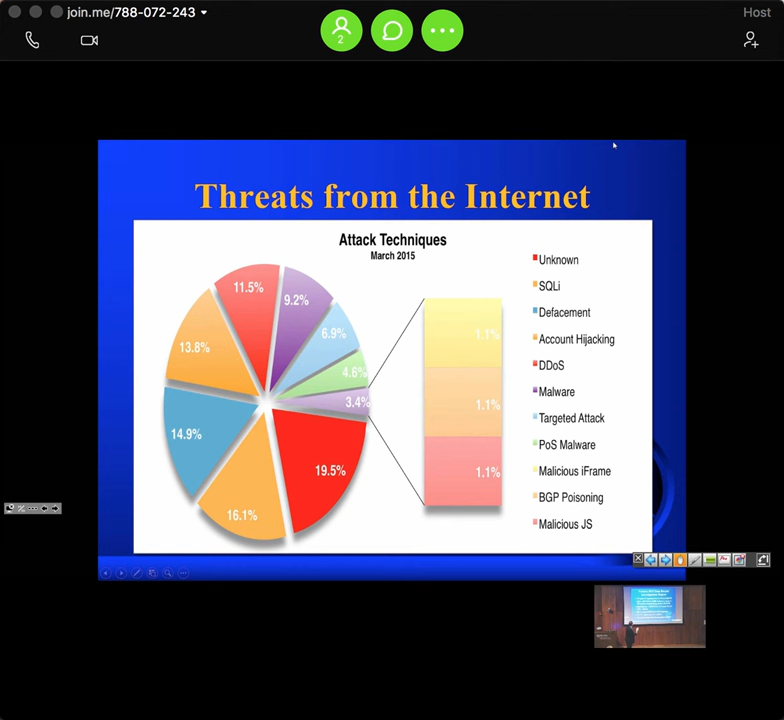 join.me/788-072-243
Host
2
Threats from the Internet
Attack Techniques
March 2015
11.5%
9.2%
6.9%
4.6%
3.4%
19.5%
16.1%
14.9%
13.8%
1.1%
1.1%
1.1%
Unknown
SQLi
Defacement
Account Hijacking
DDoS
Malware
Targeted Attack
PoS Malware
Malicious iFrame
BGP Poisoning
Malicious JS